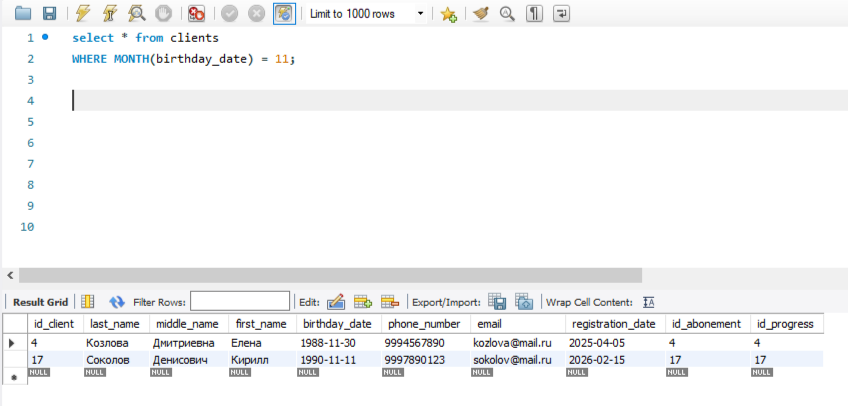 Limit to 1000 rows
1 select * from clients
2 WHERE MONTH(birthday_date) = 11;
3
4
5
6
7
8
9
10
Result Grid Filter Rows: Edit: Export/Import: Wrap Cell Content:
id_client last_name middle_name first_name birthday_date phone_number email registration_date id_abonement id_progress
4 Козлова Дмитриевна Елена 1988-11-30 9994567890 kozlova@mail.ru 2025-04-05 4 4
17 Соколов Денисович Кирилл 1990-11-11 9997890123 sokolov@mail.ru 2026-02-15 17 17
NULL NULL NULL NULL NULL NULL NULL NULL NULL NULL